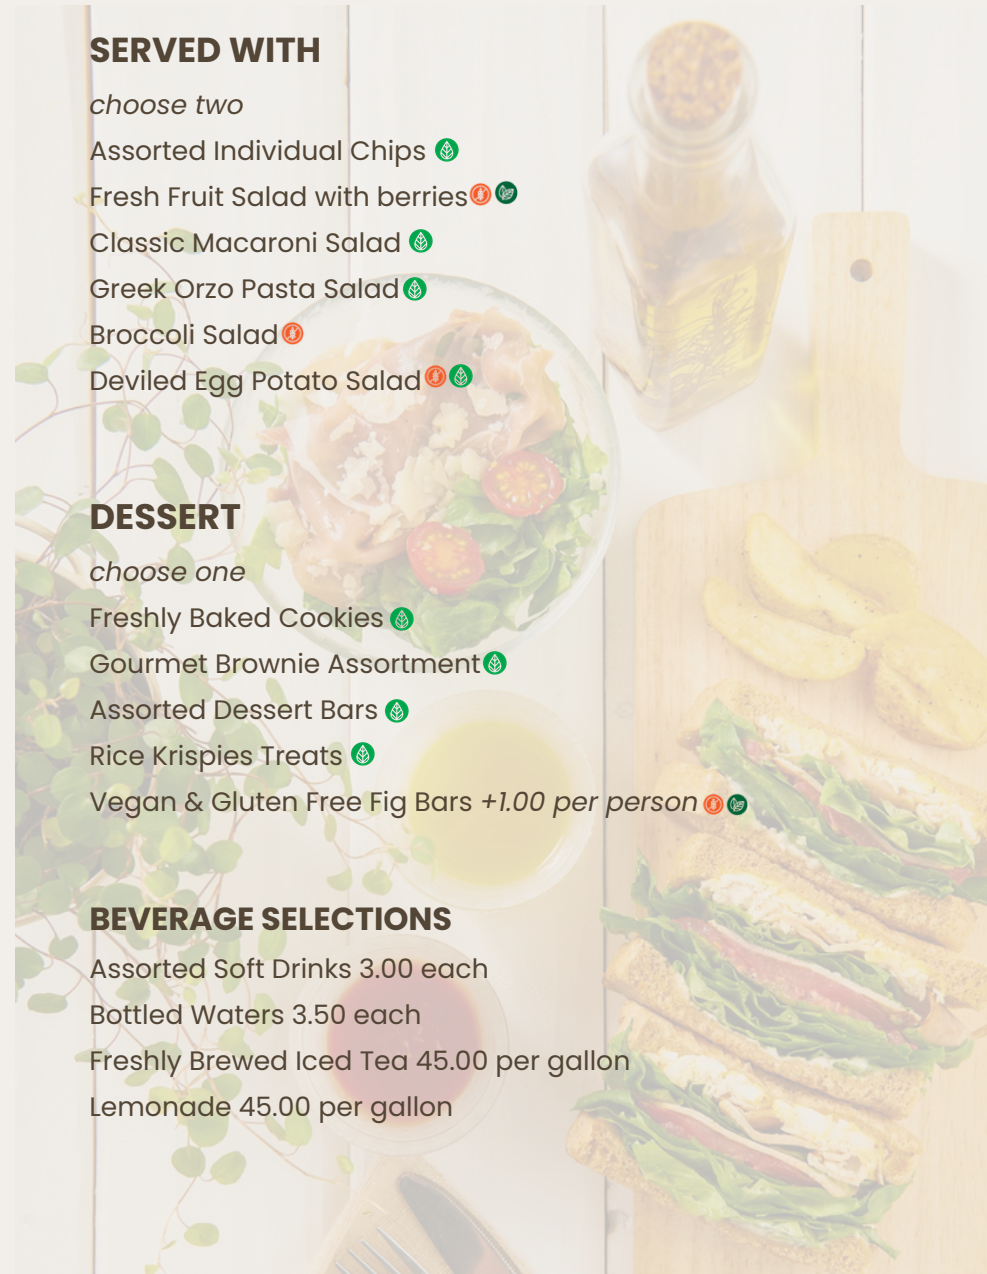 SERVED WITH
choose two
Assorted Individual Chips
Fresh Fruit Salad with berries
Classic Macaroni Salad
Greek Orzo Pasta Salad
Broccoli Salad
Deviled Egg Potato Salad
DESSERT
choose one
Freshly Baked Cookies
Gourmet Brownie Assortment
Assorted Dessert Bars
Rice Krispies Treats
Vegan & Gluten Free Fig Bars +1.00 per person
BEVERAGE SELECTIONS
Assorted Soft Drinks 3.00 each
Bottled Waters 3.50 each
Freshly Brewed Iced Tea 45.00 per gallon
Lemonade 45.00 per gallon